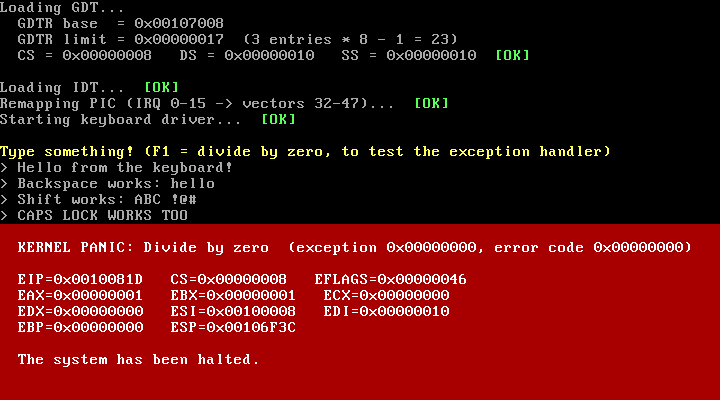 Loading GDT...
GDTR base  = 0x00107008
GDTR limit = 0x00000017  (3 entries * 8 - 1 = 23)
CS = 0x00000008  DS = 0x00000010  SS = 0x00000010  [OK]
Loading IDT...  [OK]
Remapping PIC (IRQ 0-15 -> vectors 32-47)...  [OK]
Starting keyboard driver...  [OK]
Type something! (F1 = divide by zero, to test the exception handler)
> Hello from the keyboard!
> Backspace works: hello
> Shift works: ABC !@#
> CAPS LOCK WORKS TOO
KERNEL PANIC: Divide by zero  (exception 0x00000000, error code 0x00000000)
EIP=0x0010081D   CS=0x00000008   EFLAGS=0x00000046
EAX=0x00000001   EBX=0x00000001   ECX=0x00000000
EDX=0x00000000   ESI=0x00100008   EDI=0x00000010
EBP=0x00000000   ESP=0x00106F3C
The system has been halted.